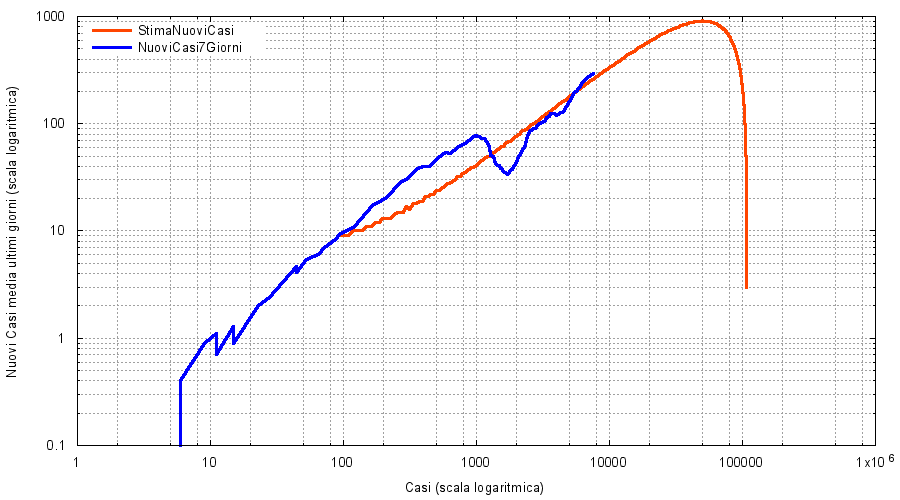 StimaNuoviCasi
NuoviCasi7Giorni
Nuovi Casi media ultimi giorni (scala logaritmica)
1000
100
10
1
0.1
1 10 100 1000 10000 100000 1x10 6
Casi (scala logaritmica)